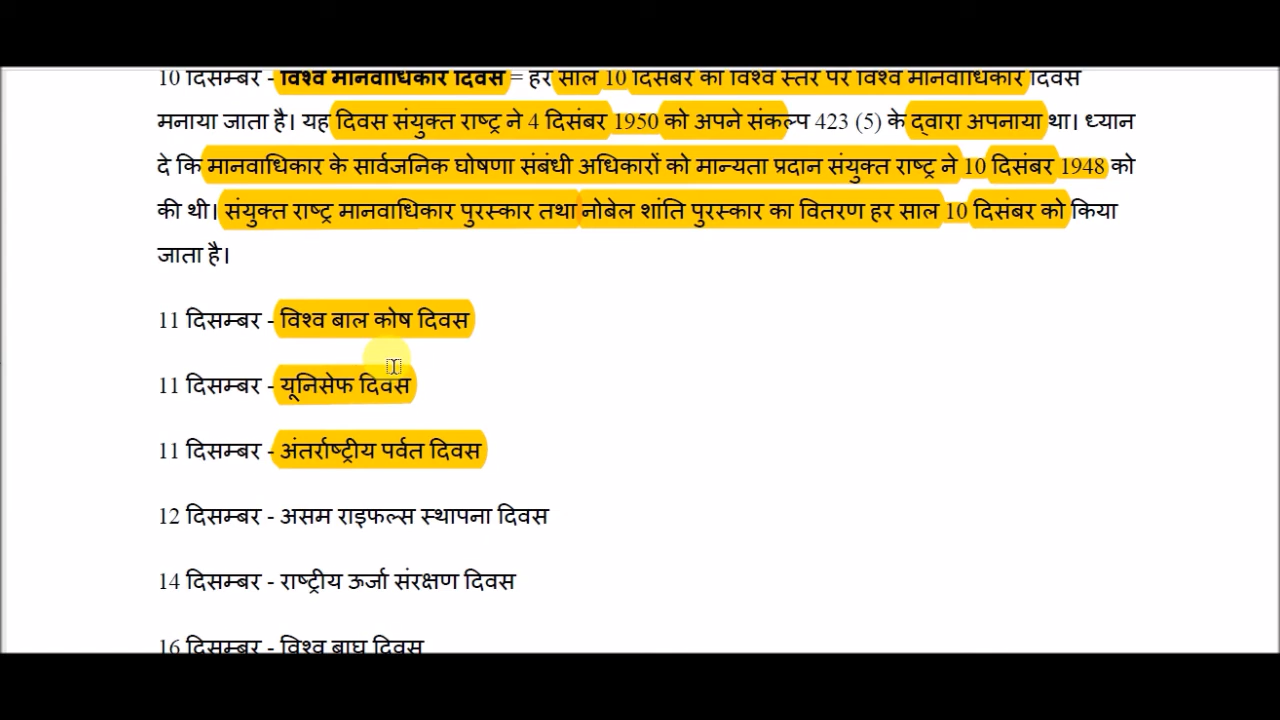 10 दिसम्बर - विश्व मानवाधिकार दिवस = हर साल 10 दिसंबर को विश्व स्तर पर विश्व मानवाधिकार दिवस
मनाया जाता है। यह दिवस संयुक्त राष्ट्र ने 4 दिसंबर 1950 को अपने संकल्प 423 (5) के द्वारा अपनाया था। ध्यान
दे कि मानवाधिकार के सार्वजनिक घोषणा संबंधी अधिकारों को मान्यता प्रदान संयुक्त राष्ट्र ने 10 दिसंबर 1948 को
की थी। संयुक्त राष्ट्र मानवाधिकार पुरस्कार तथा नोबेल शांति पुरस्कार का वितरण हर साल 10 दिसंबर को किया
जाता है।
11 दिसम्बर - विश्व बाल कोष दिवस
11 दिसम्बर - यूनिसेफ दिवस
11 दिसम्बर - अंतर्राष्ट्रीय पर्वत दिवस
12 दिसम्बर - असम राइफल्स स्थापना दिवस
14 दिसम्बर - राष्ट्रीय ऊर्जा संरक्षण दिवस
16 दिसम्बर - विश्व बाघ दिवस